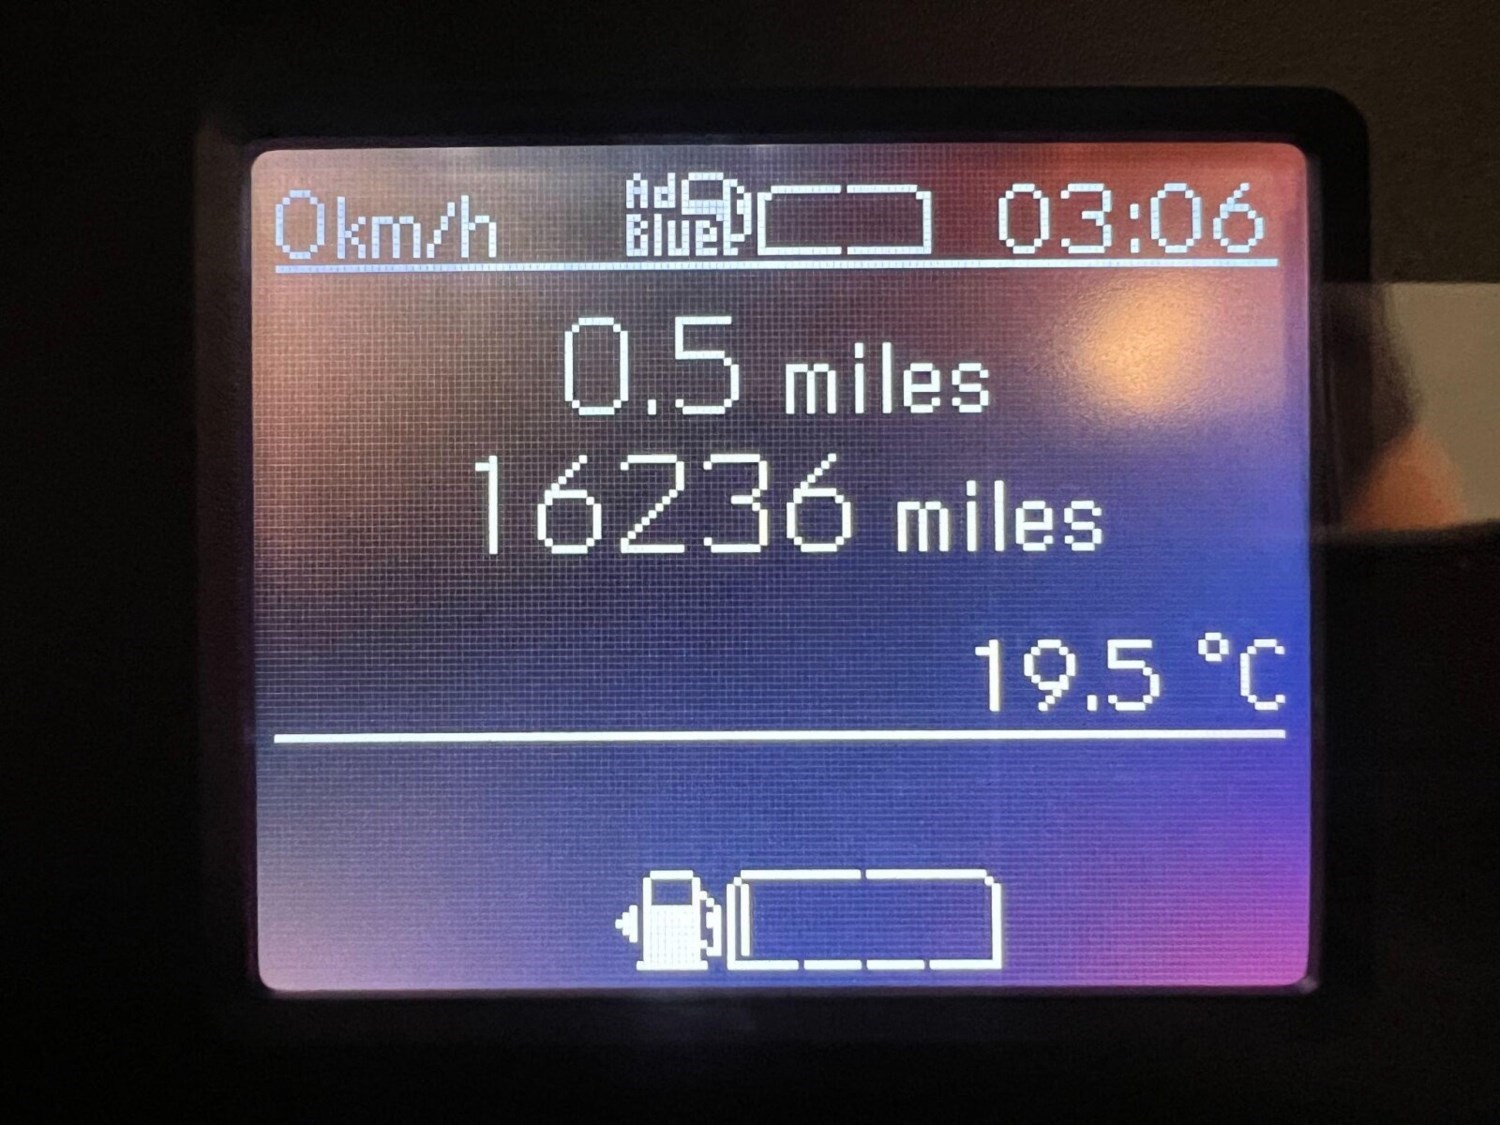 0km/h Ad Blue 03:06
0.5 miles
16236 miles
19.5 °C